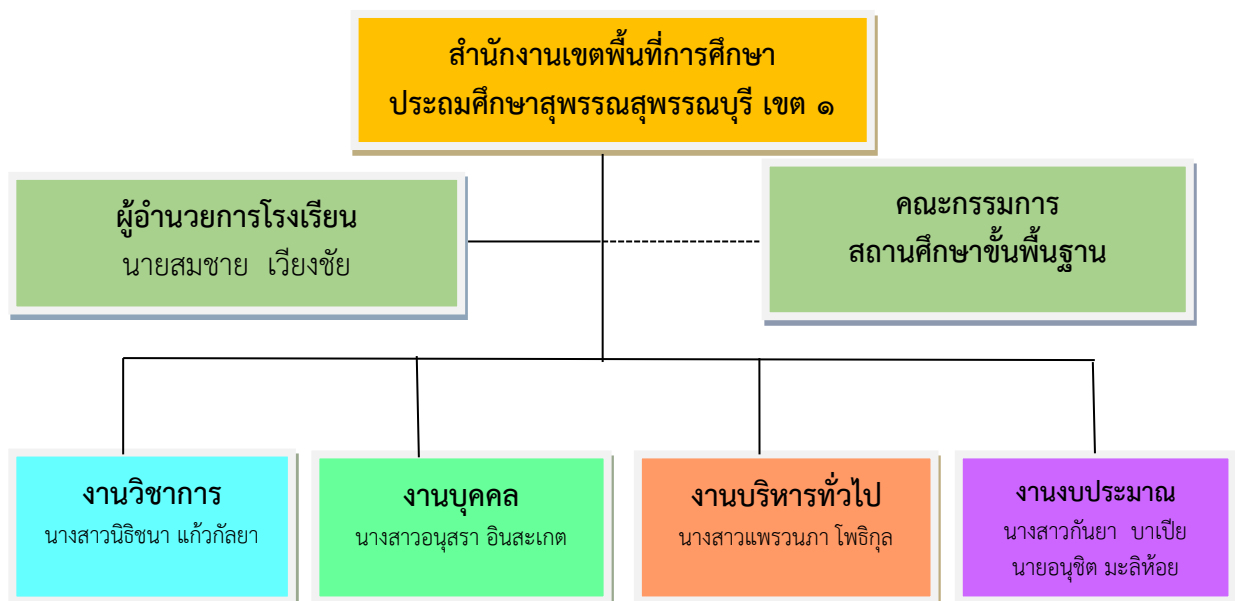 สำนักงานเขตพื้นที่การศึกษา
ประถมศึกษาสุพรรณสุพรรณบุรี เขต ๑
ผู้อำนวยการโรงเรียน
นายสมชาย เวียงชัย
คณะกรรมการ
สถานศึกษาขั้นพื้นฐาน
งานวิชาการ
นางสาวนิธิชนา แก้วกัลยา
งานบุคคล
นางสาวอนุสรา อินสะเกต
งานบริหารทั่วไป
นางสาวแพรวนภา โพธิกุล
งานงบประมาณ
นางสาวกันยา บาเปีย
นายอนุชิต มะลิห้อย